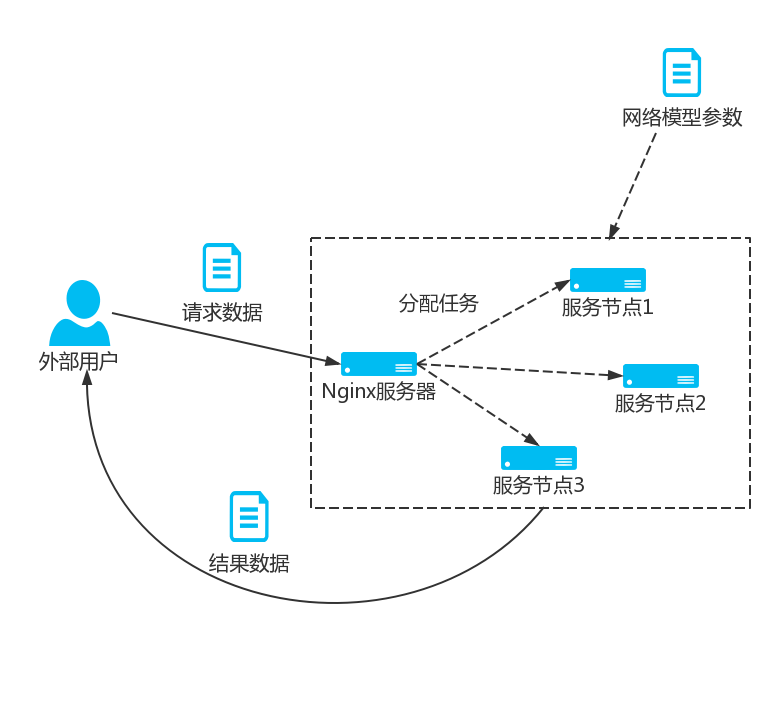 网络模型参数
请求数据
分配任务
服务节点1
外部用户
Nginx服务器
服务节点2
服务节点3
结果数据